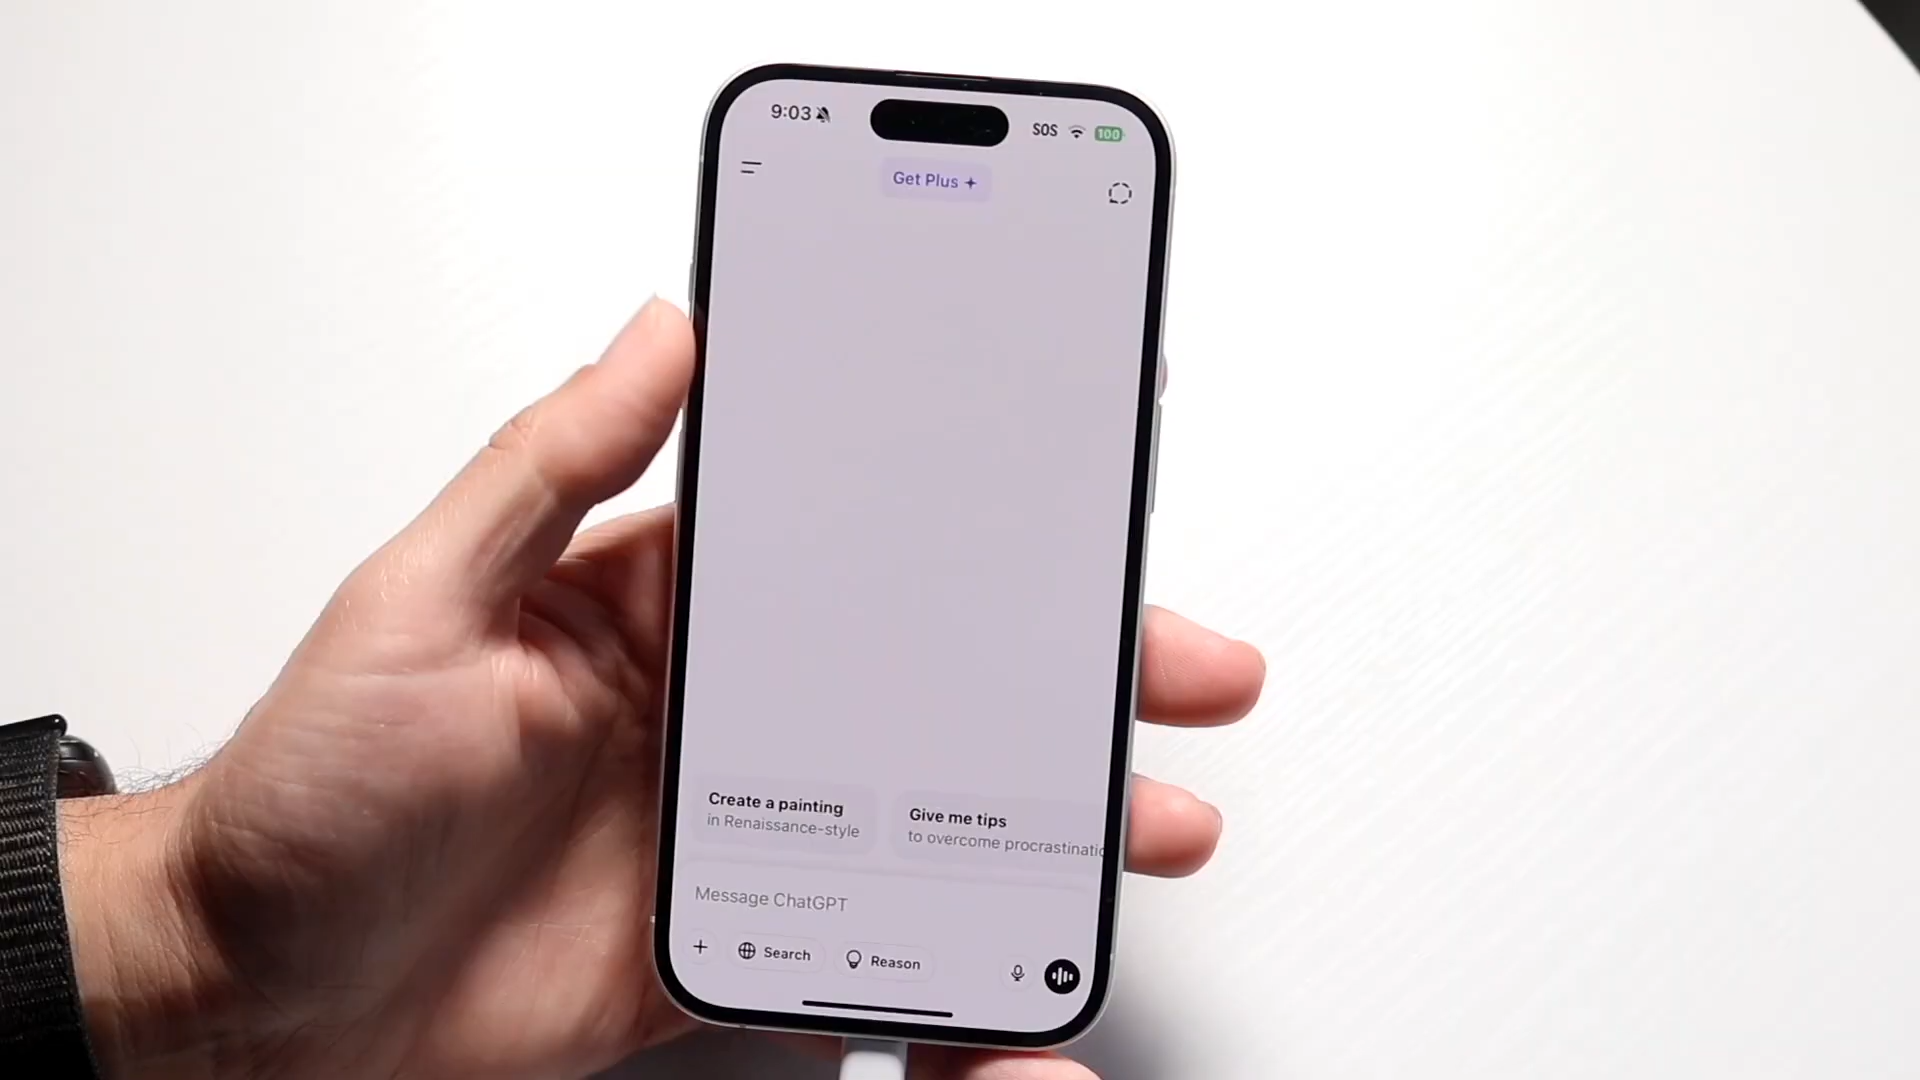 9:03
SOS
100
Get Plus
Create a painting
in Renaissance-style
Give me tips
to overcome procrastinatio
Message ChatGPT
Search
Reason